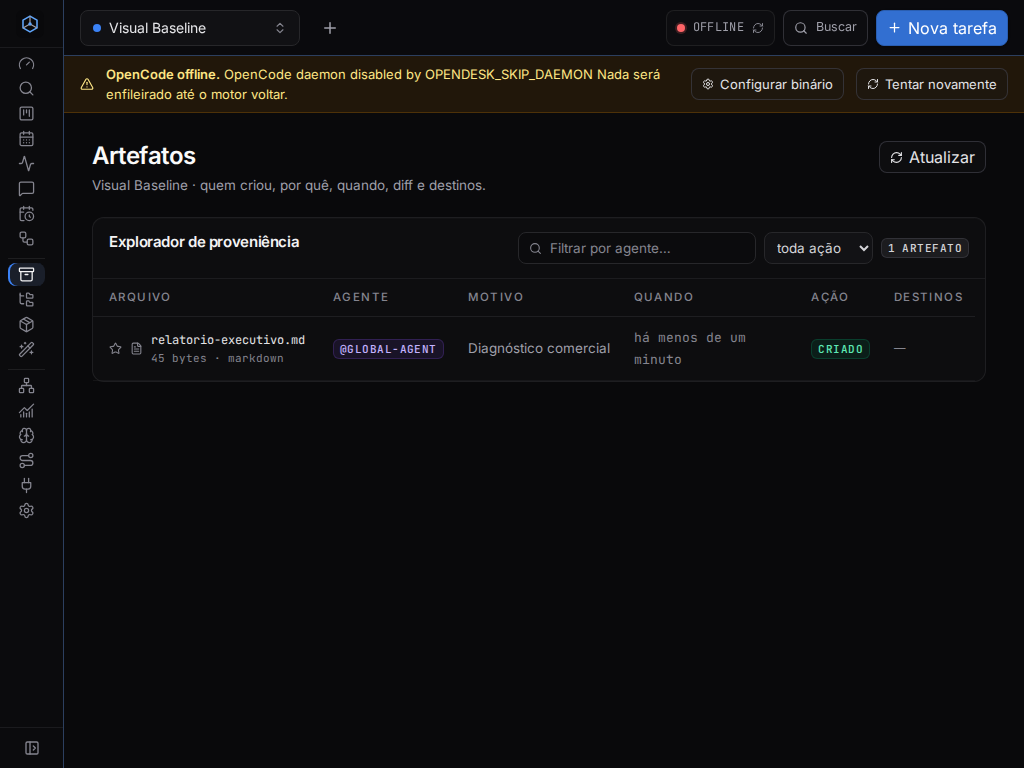 Visual Baseline
OFFLINE
Buscar
Nova tarefa
OpenCode offline. OpenCode daemon disabled by OPENDESK_SKIP_DAEMON Nada será
enfileirado até o motor voltar.
Configurar binário
Tentar novamente
Artefatos
Visual Baseline · quem criou, por quê, quando, diff e destinos.
Atualizar
Explorador de proveniência
Filtrar por agente...
toda ação
1 ARTEFATO
ARQUIVO AGENTE MOTIVO QUANDO AÇÃO DESTINOS
relatorio-executivo.md
45 bytes · markdown
@GLOBAL-AGENT
Diagnóstico comercial
há menos de um
minuto
CRIADO
—